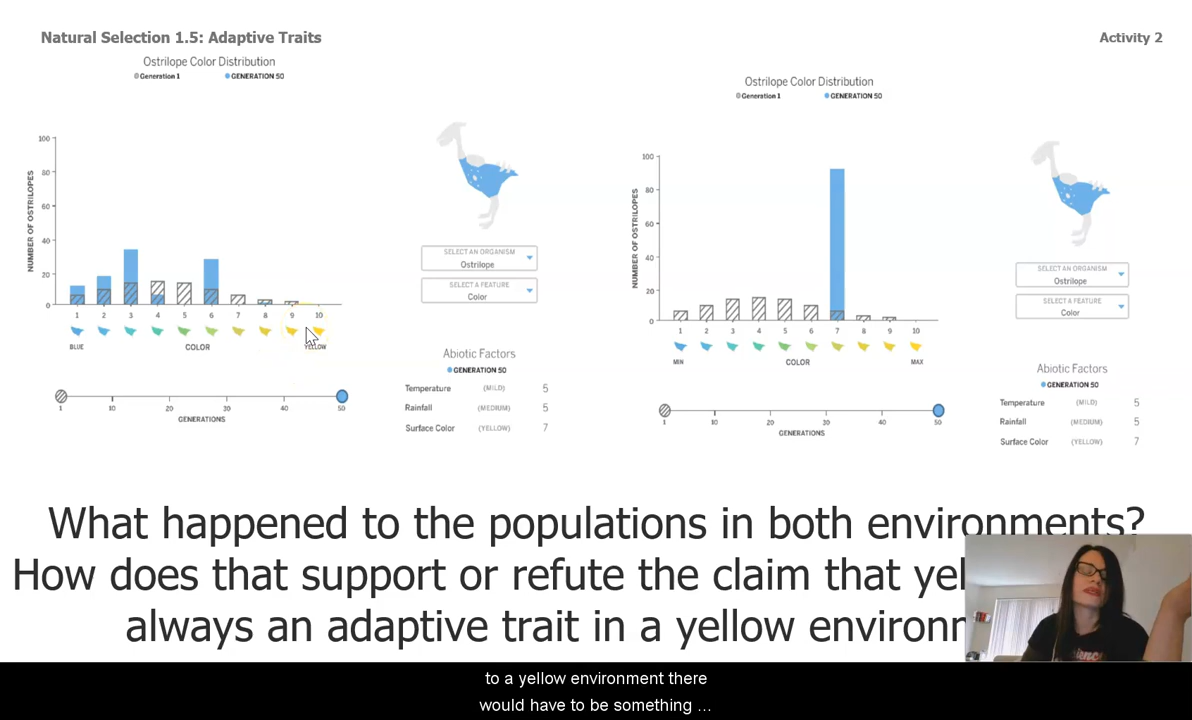 Natural Selection 1.5: Adaptive Traits
Activity 2
Ostrilope Color Distribution
Generation 1 GENERATION 50
100
80
60
40
20
0
NUMBER OF OSTRILOPES
1 2 3 4 5 6 7 8 9 10
BLUE COLOR YELLOW
1 10 20 30 40 50
GENERATIONS
SELECT AN ORGANISM
Ostrilope
SELECT A FEATURE
Color
Abiotic Factors
GENERATION 50
Temperature (MILD) 5
Rainfall (MEDIUM) 5
Surface Color (YELLOW) 7
Ostrilope Color Distribution
Generation 1 GENERATION 50
100
80
60
40
20
0
NUMBER OF OSTRILOPES
1 2 3 4 5 6 7 8 9 10
MIN COLOR MAX
1 10 20 30 40 50
GENERATIONS
SELECT AN ORGANISM
Ostrilope
SELECT A FEATURE
Color
Abiotic Factors
GENERATION 50
Temperature (MILD) 5
Rainfall (MEDIUM) 5
Surface Color (YELLOW) 7
What happened to the populations in both environments?
How does that support or refute the claim that yel
always an adaptive trait in a yellow environ
to a yellow environment there
would have to be something ...